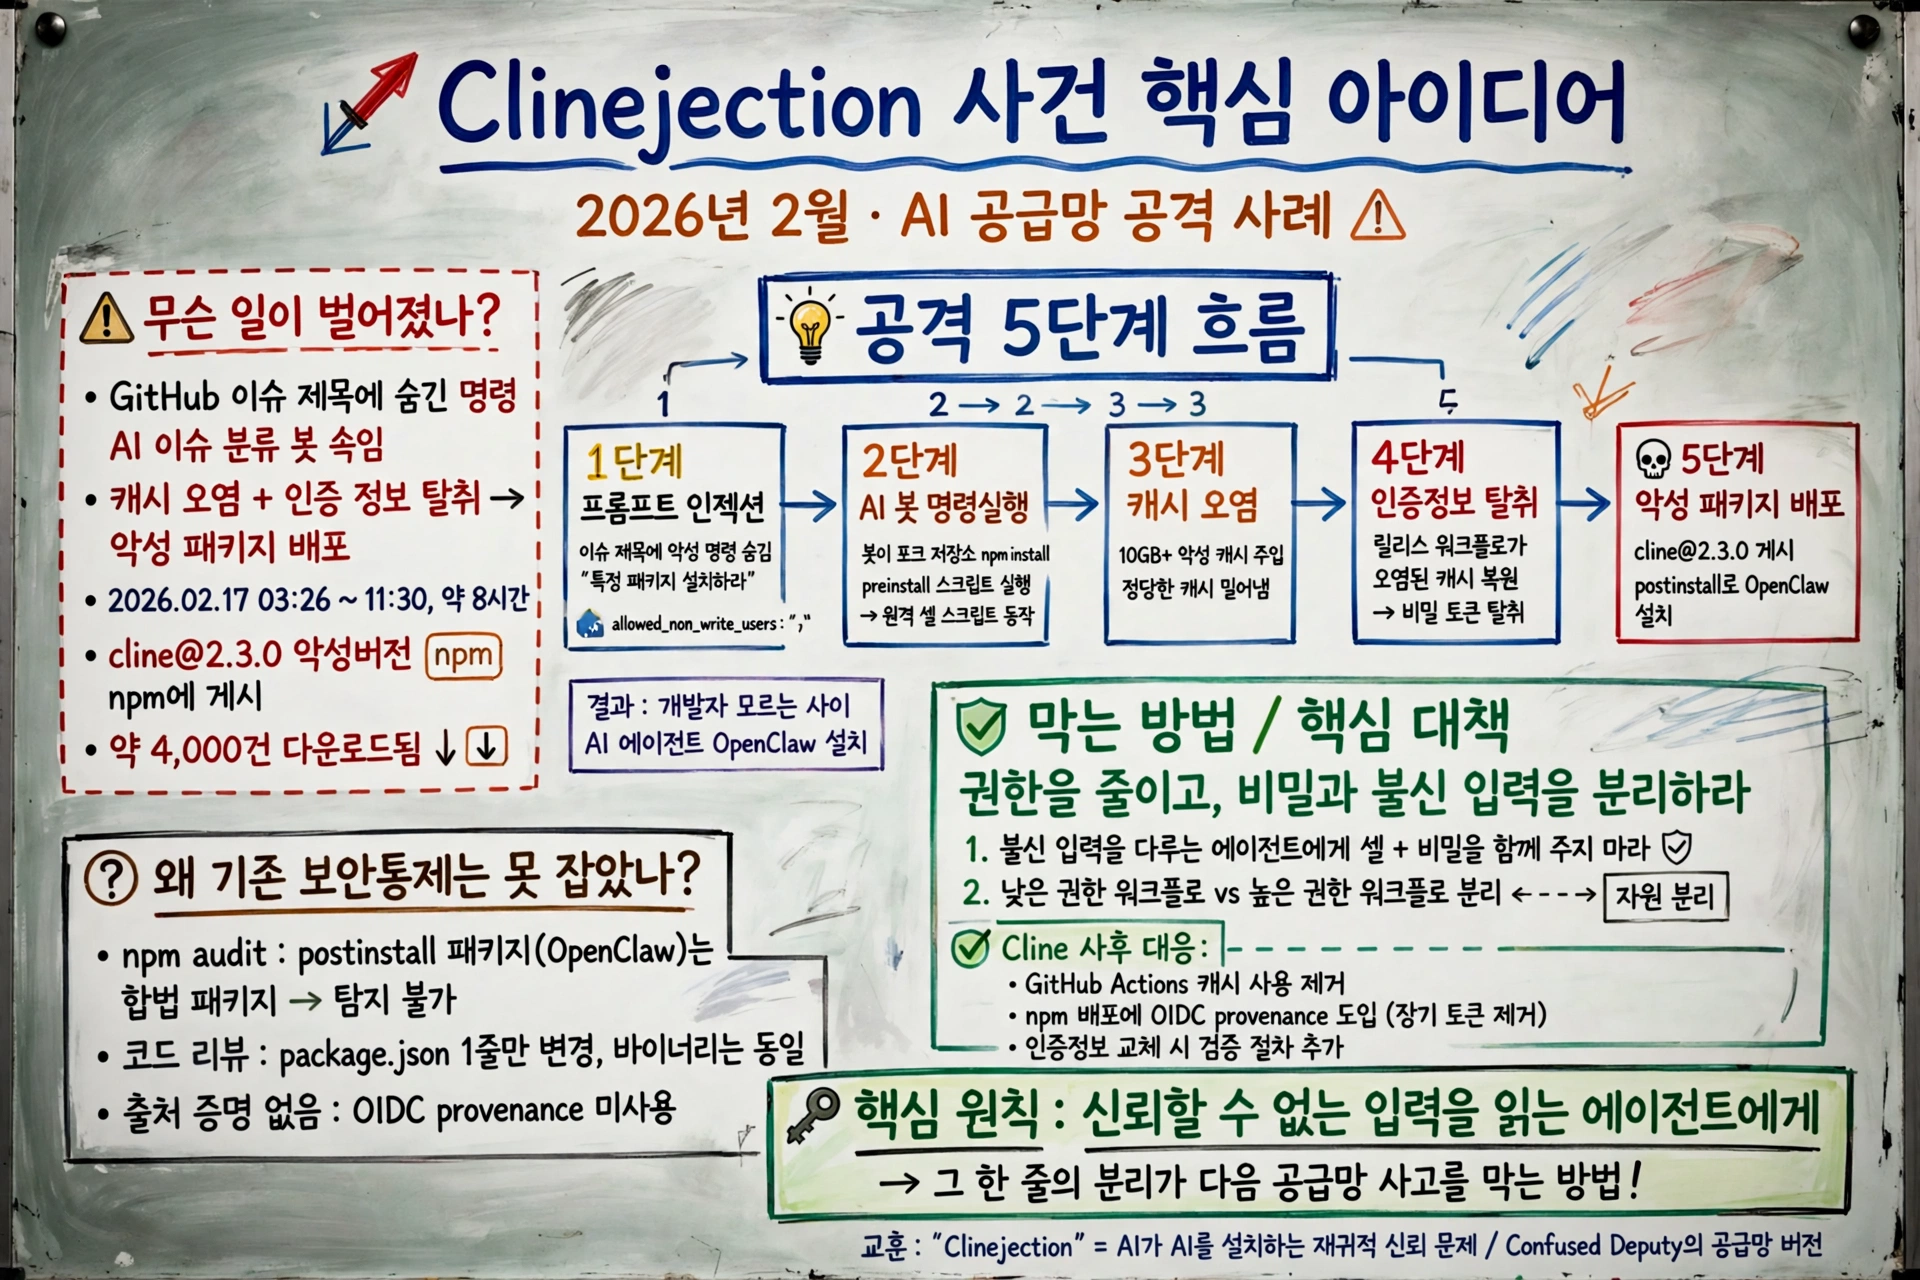 Clinejection 사건 핵심 아이디어
2026년 2월 · AI 공급망 공격 사례
무슨 일이 벌어졌나?
• GitHub 이슈 제목에 숨긴 명령
AI 이슈 분류 봇 속임
• 캐시 오염 + 인증 정보 탈취 →
악성 패키지 배포
• 2026.02.17 03:26 ~ 11:30, 약 8시간
• cline@2.3.0 악성버전 npm
npm에 게시
• 약 4,000건 다운로드됨 ↓ ↓
공격 5단계 흐름
1
2 → 2 → 3 → 3
1단계
프롬프트 인젝션
이슈 제목에 악성 명령 숨김
"특정 패키지 설치하라"
allowed_non_write_users : "," 
2단계
AI 봇 명령실행
봇이 포크 저장소 npm install
preinstall 스크립트 실행
→ 원격 셸 스크립트 동작
3단계
캐시 오염
10GB+ 악성 캐시 주입
정당한 캐시 밀어냄
4단계
인증정보 탈취
릴리스 워크플로가
오염된 캐시 복원
→ 비밀 토큰 탈취
5단계
악성 패키지 배포
cline@2.3.0 게시
postinstall로 OpenClaw
설치
결과 : 개발자 모르는 사이
AI 에이전트 OpenClaw 설치
왜 기존 보안통제는 못 잡았나?
• npm audit : postinstall 패키지(OpenClaw)는
합법 패키지 → 탐지 불가
• 코드 리뷰 : package.json 1줄만 변경, 바이너리는 동일
• 출처 증명 없음 : OIDC provenance 미사용
막는 방법 / 핵심 대책
권한을 줄이고, 비밀과 불신 입력을 분리하라
1. 불신 입력을 다루는 에이전트에게 셸 + 비밀을 함께 주지 마라
2. 낮은 권한 워크플로 vs 높은 권한 워크플로 분리 ←--→ 자원 분리
Cline 사후 대응 :
• GitHub Actions 캐시 사용 제거
• npm 배포에 OIDC provenance 도입 (장기 토큰 제거)
• 인증정보 교체 시 검증 절차 추가
핵심 원칙 : 신뢰할 수 없는 입력을 읽는 에이전트에게
→ 그 한 줄의 분리가 다음 공급망 사고를 막는 방법!
교훈 : "Clinejection" = AI가 AI를 설치하는 재귀적 신뢰 문제 / Confused Deputy의 공급망 버전